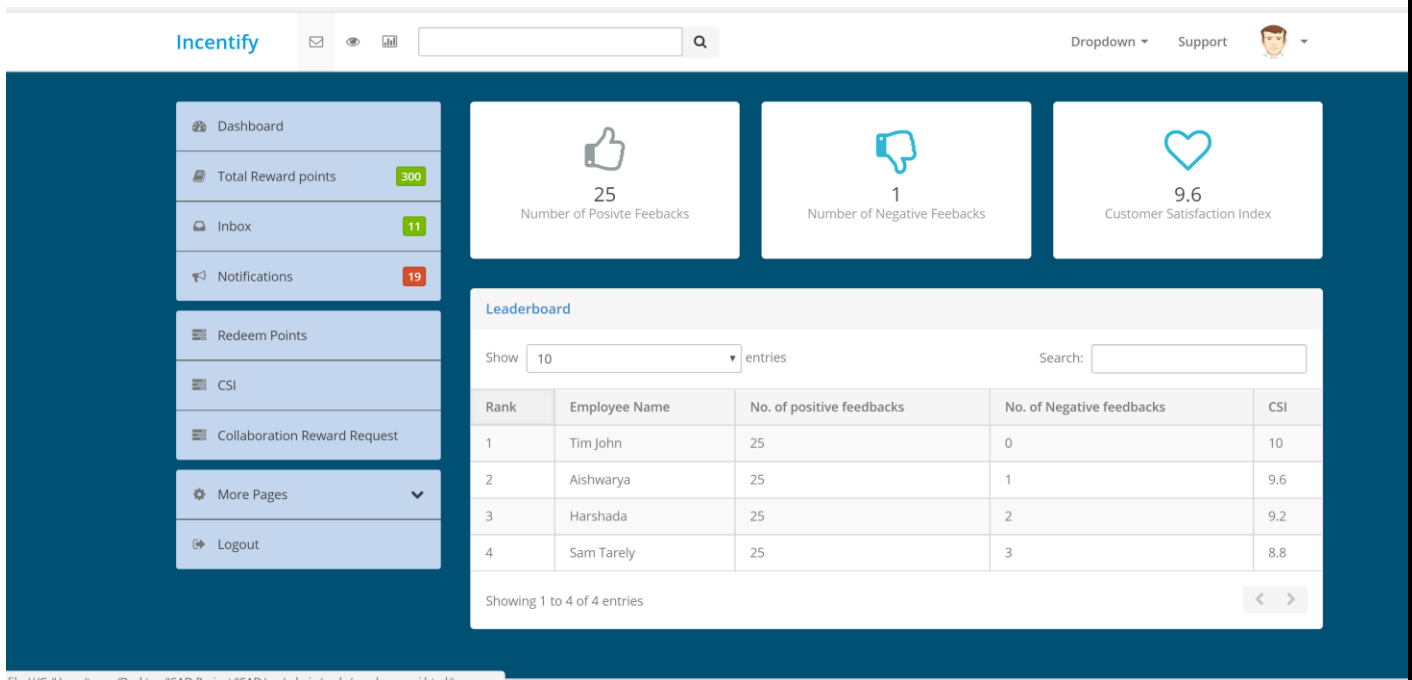 Incentify
Dropdown Support
Dashboard
Total Reward points 300
Inbox 11
Notifications 19
Redeem Points
CSI
Collaboration Reward Request
More Pages
Logout
25
Number of Posivte Feebacks
1
Number of Negative Feebacks
9.6
Customer Satisfaction Index
Leaderboard
Show 10 entries Search:
Rank Employee Name No. of positive feedbacks No. of Negative feedbacks CSI
1 Tim John 25 0 10
2 Aishwarya 25 1 9.6
3 Harshada 25 2 9.2
4 Sam Tarely 25 3 8.8
Showing 1 to 4 of 4 entries